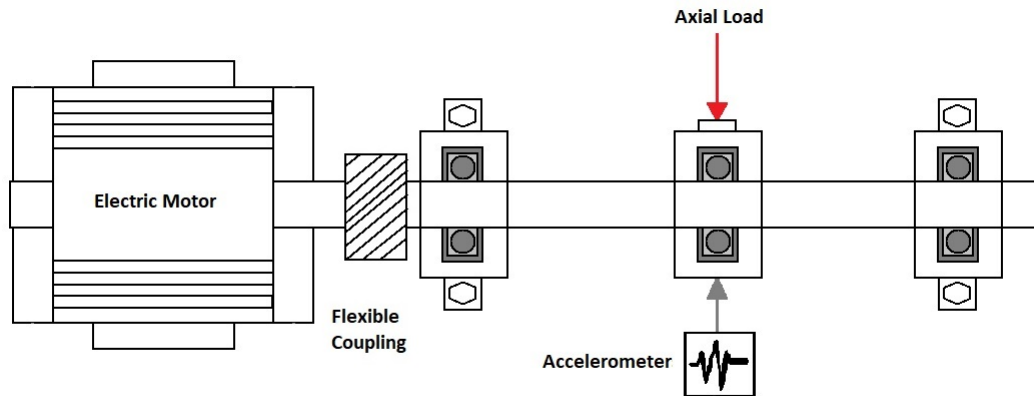 Axial Load
Electric Motor
Flexible
Coupling
Accelerometer